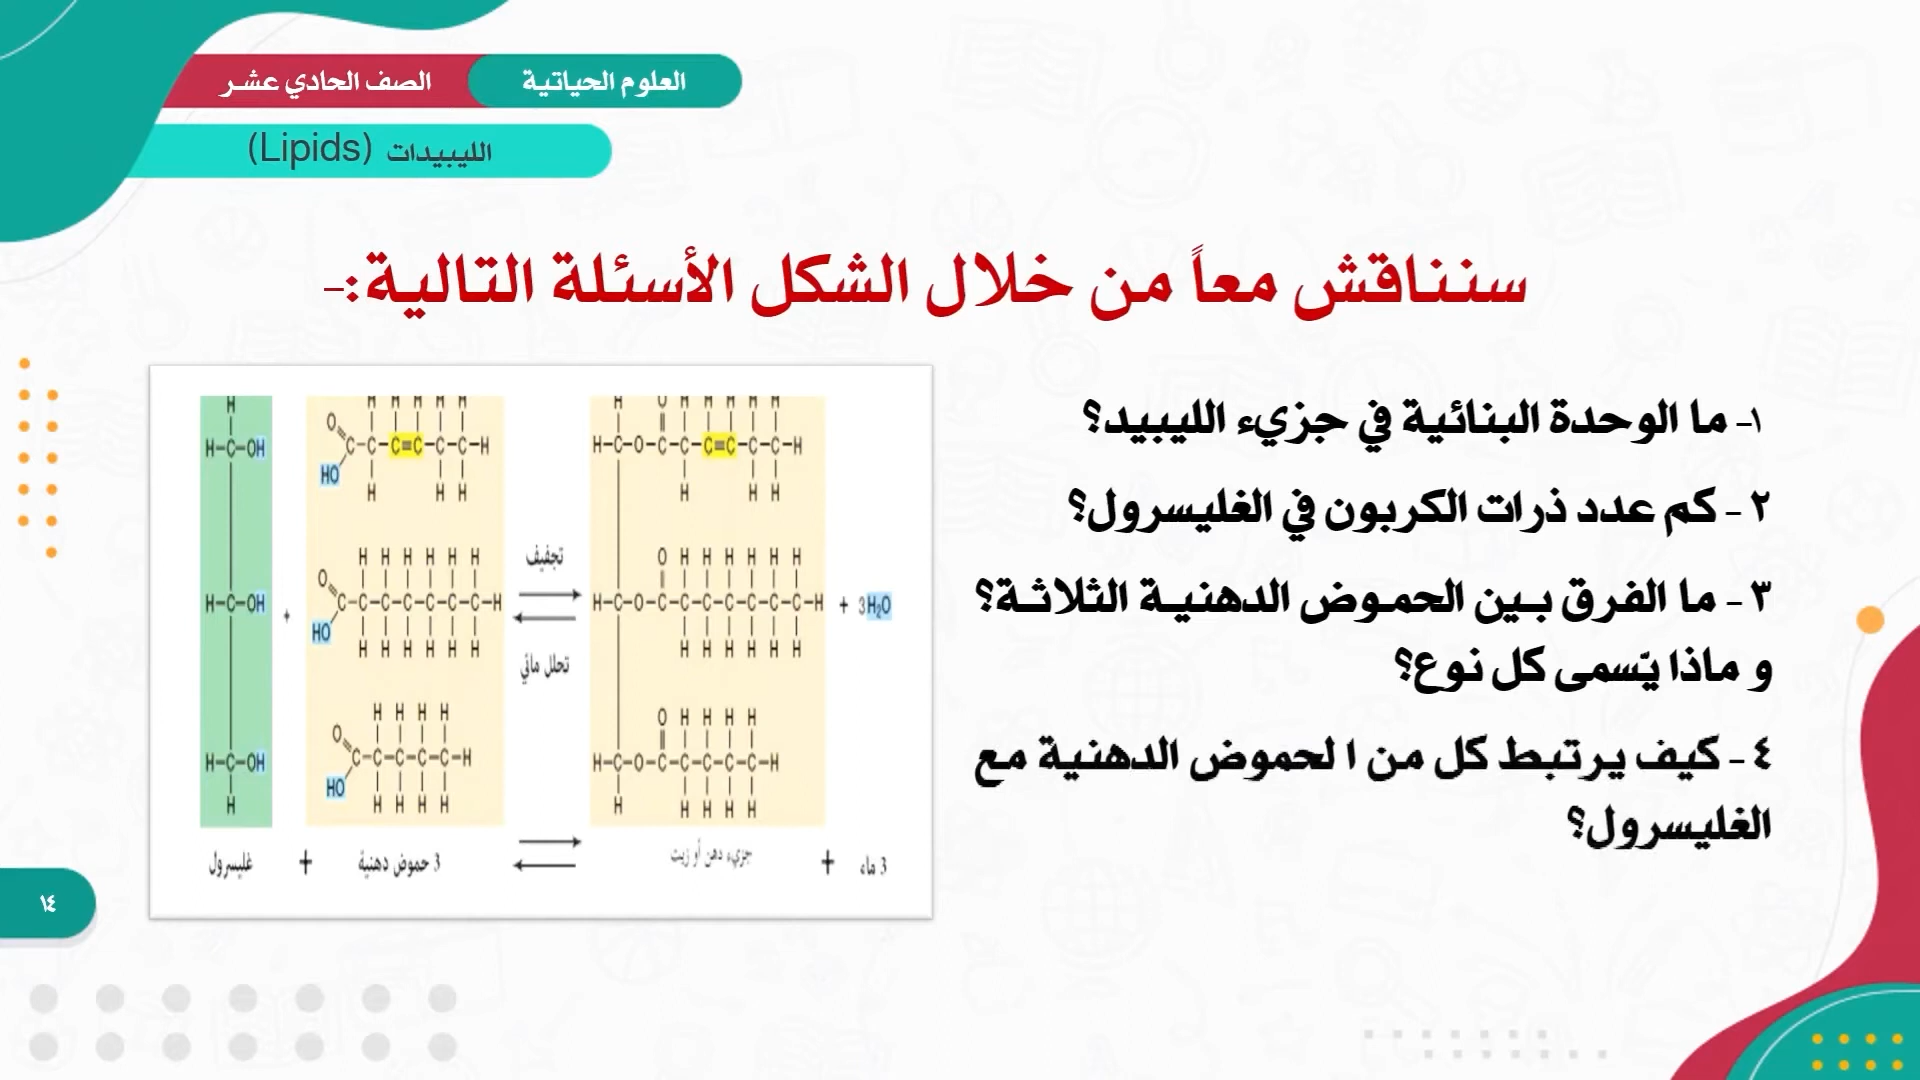 العلوم الحياتية
الصف الحادي عشر
الليبيدات (Lipids)
سنناقش معاً من خلال الشكل الأسئلة التالية:-
١- ما الوحدة البنائية في جزيء الليبيد؟
٢ - كم عدد ذرات الكربون في الغليسرول؟
٣ - ما الفرق بين الحموض الدهنية الثلاثة؟
و ماذا يّسمى كل نوع؟
٤ - كيف يرتبط كل من ا لحموض الدهنية مع
الغليسرول؟
تجفيف
تحلل مائي
+ 3H₂O
غليسرول + 3 حموض دهنية
جزيء دهن أو زيت + 3 ماء
١٤